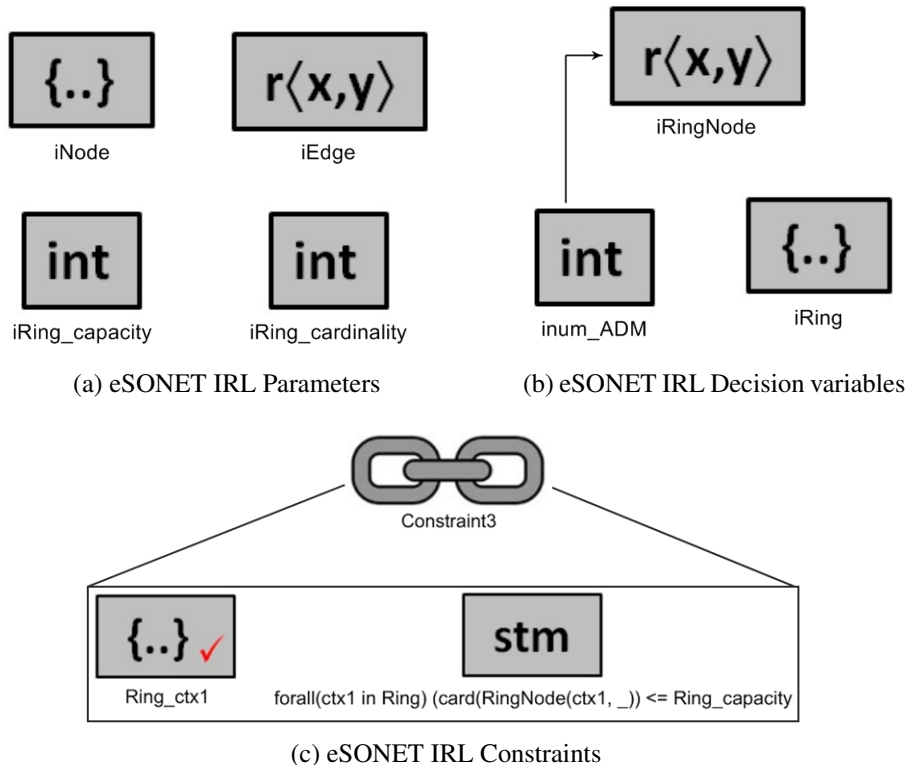 {..}
r⟨x,y⟩
iNode
iEdge
int
int
iRing_capacity
iRing_cardinality
(a) eSONET IRL Parameters
r⟨x,y⟩
iRingNode
int
{..}
inum_ADM
iRing
(b) eSONET IRL Decision variables
Constraint3
{..} ✓
stm
Ring_ctx1
forall(ctx1 in Ring) (card(RingNode(ctx1, _)) <= Ring_capacity
(c) eSONET IRL Constraints